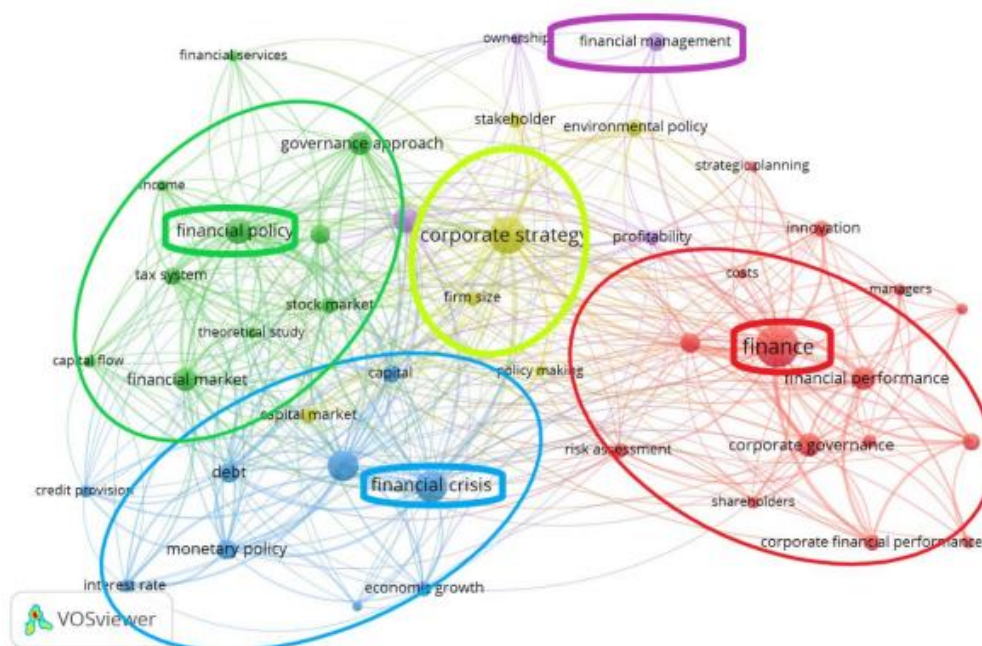 ownership
financial management
financial services
stakeholder
environmental policy
governance approach
strategic planning
income
financial policy
corporate strategy
profitability
innovation
tax system
costs
managers
stock market
firm size
theoretical study
finance
capital flow
financial market
capital
policy making
financial performance
capital market
risk assessment
corporate governance
debt
credit provision
financial crisis
shareholders
monetary policy
corporate financial performance
interest rate
economic growth
VOSviewer